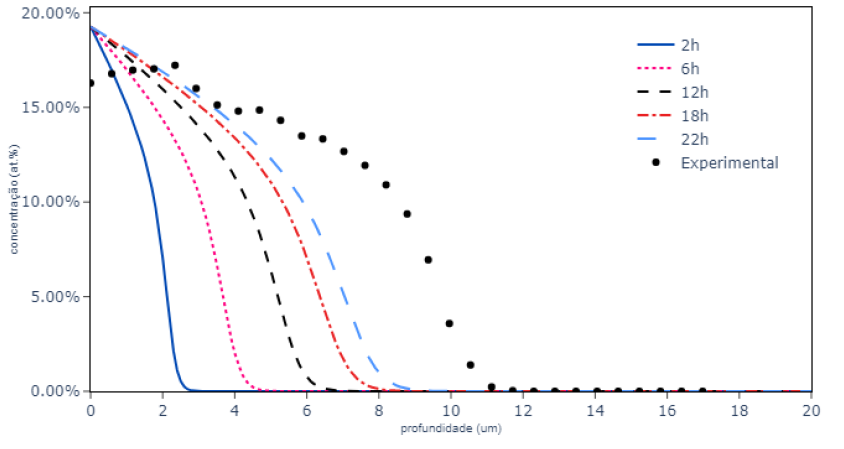 20.00%
15.00%
10.00%
5.00%
0.00%
concentração (at.%)
0 2 4 6 8 10 12 14 16 18 20
profundidade (um)
2h
6h
12h
18h
22h
Experimental